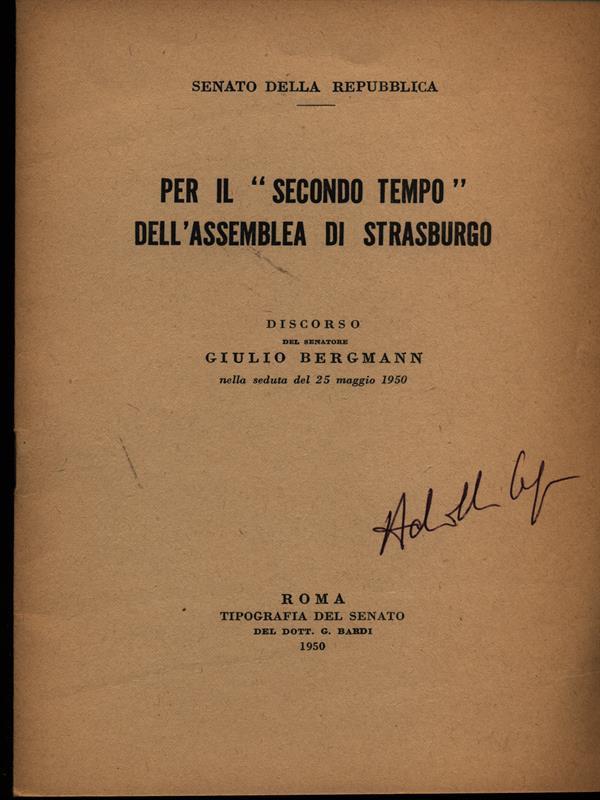 SENATO DELLA REPUBBLICA
PER IL “ SECONDO TEMPO ”
DELL'ASSEMBLEA DI STRASBURGO
DISCORSO
DEL SENATORE
GIULIO BERGMANN
nella seduta del 25 maggio 1950
ROMA
TIPOGRAFIA DEL SENATO
DEL DOTT. G. BARDI
1950